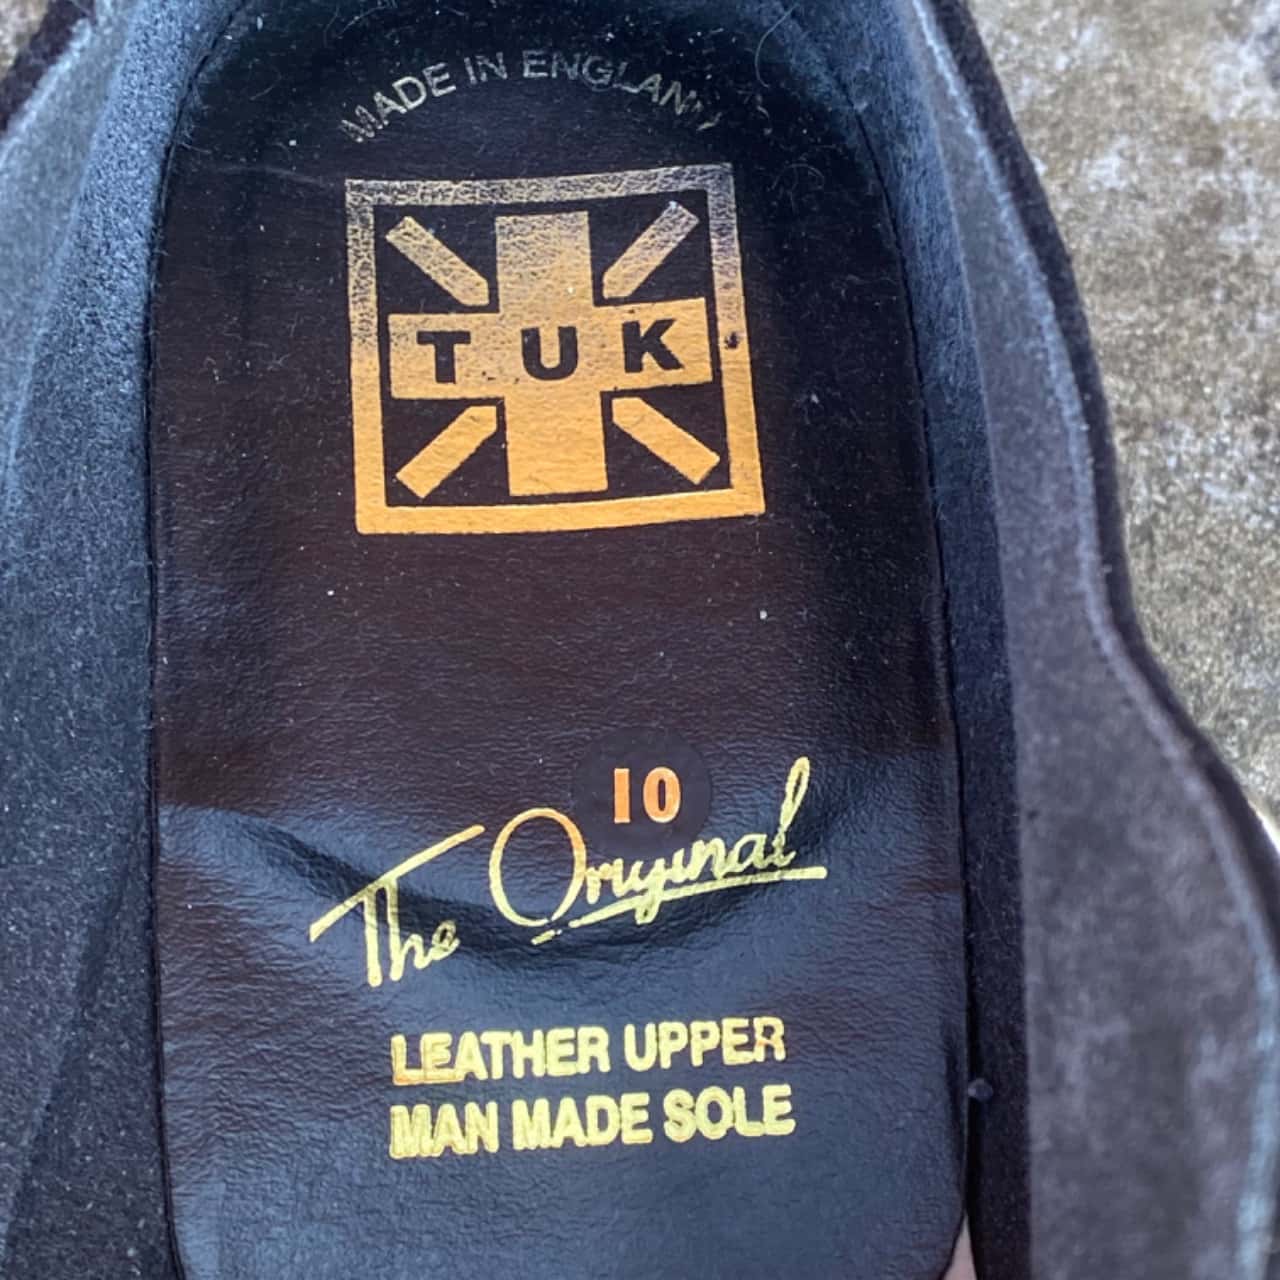 MADE IN ENGLAND
TUK
10
The Original
LEATHER UPPER
MAN MADE SOLE